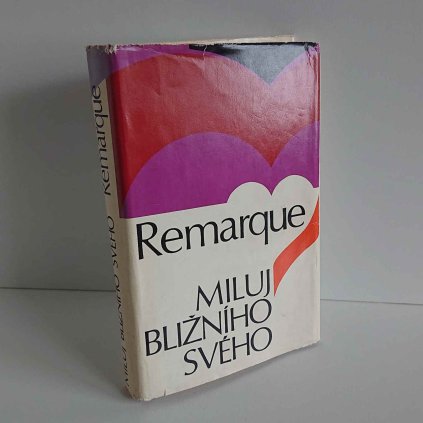 Remarque
MILUJ
BLIŽNÍHO
SVÉHO
MILUJ BLIŽNÍHO SVÉHO Remarque